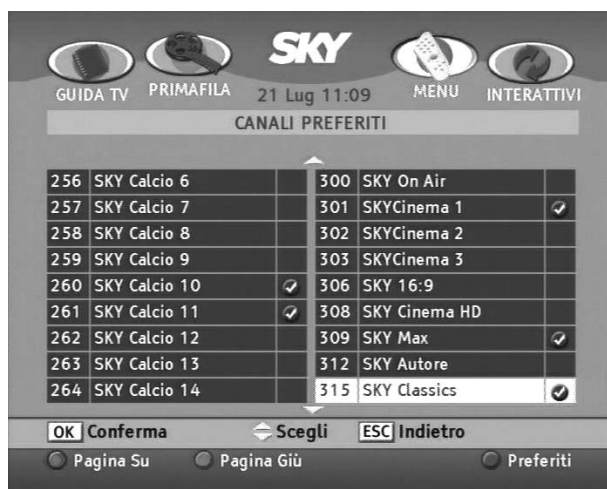 SKY
GUIDA TV PRIMAFILA 21 Lug 11:09 MENU INTERATTIVI
CANALI PREFERITI
256 SKY Calcio 6
257 SKY Calcio 7
258 SKY Calcio 8
259 SKY Calcio 9
260 SKY Calcio 10
261 SKY Calcio 11
262 SKY Calcio 12
263 SKY Calcio 13
264 SKY Calcio 14
300 SKY On Air
301 SKYCinema 1
302 SKYCinema 2
303 SKYCinema 3
306 SKY 16:9
308 SKY Cinema HD
309 SKY Max
312 SKY Autore
315 SKY Classics
OK Conferma Scegli ESC Indietro
Pagina Su Pagina Giù Preferiti